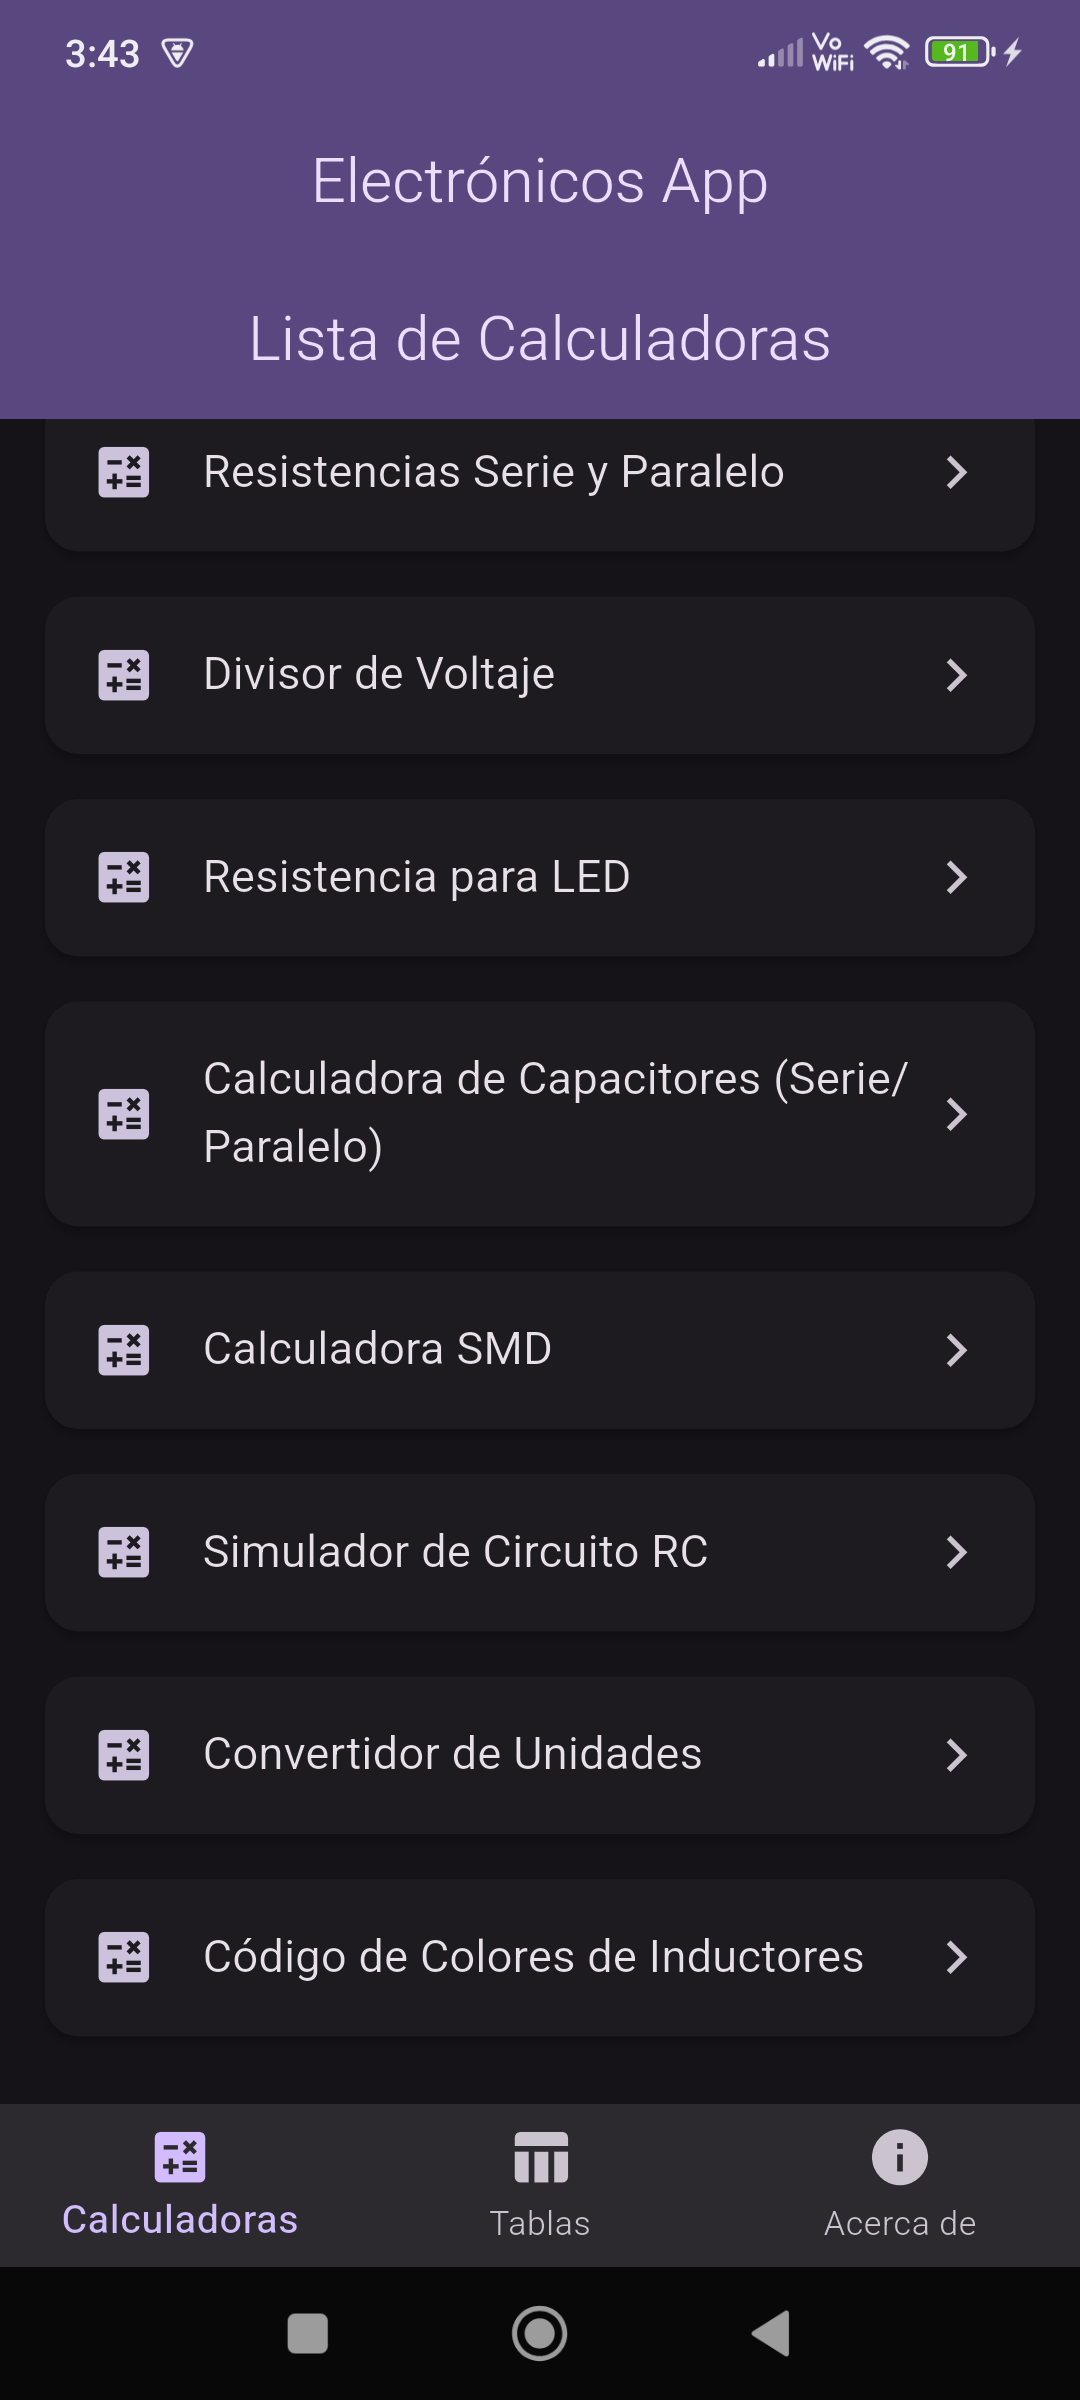 3:43
Vo
WiFi
91
Electrónicos App
Lista de Calculadoras
Resistencias Serie y Paralelo
Divisor de Voltaje
Resistencia para LED
Calculadora de Capacitores (Serie/
Paralelo)
Calculadora SMD
Simulador de Circuito RC
Convertidor de Unidades
Código de Colores de Inductores
Calculadoras
Tablas
Acerca de